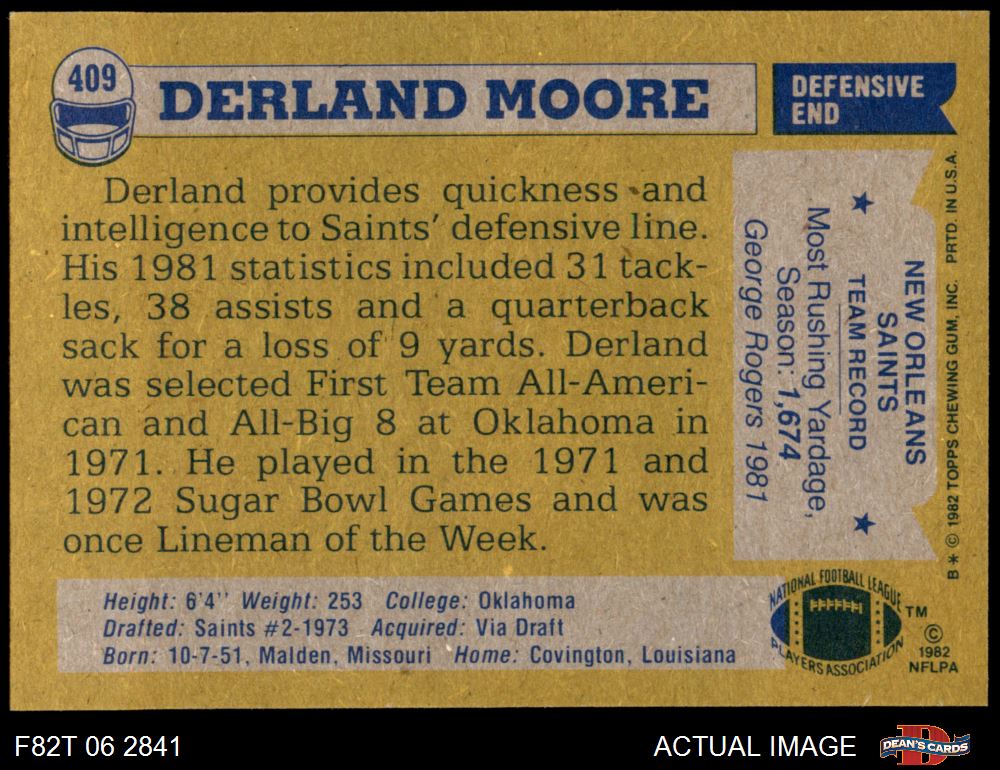 409
DERLAND MOORE
DEFENSIVE
END
Derland provides quickness and
intelligence to Saints' defensive line.
His 1981 statistics included 31 tack-
les, 38 assists and a quarterback
sack for a loss of 9 yards. Derland
was selected First Team All-Ameri-
can and All-Big 8 at Oklahoma in
1971. He played in the 1971 and
1972 Sugar Bowl Games and was
once Lineman of the Week.
NEW ORLEANS
SAINTS
★ TEAM RECORD ★
Most Rushing Yardage,
Season: 1,674
George Rogers 1981
B * © 1982 TOPPS CHEWING GUM, INC. PRTD. IN U.S.A.
Height: 6'4" Weight: 253 College: Oklahoma
Drafted: Saints #2-1973 Acquired: Via Draft
Born: 10-7-51, Malden, Missouri Home: Covington, Louisiana
NATIONAL FOOTBALL LEAGUE
PLAYERS ASSOCIATION
TM
©
1982
NFLPA
F82T 06 2841
ACTUAL IMAGE
D
DEAN'S CARDS